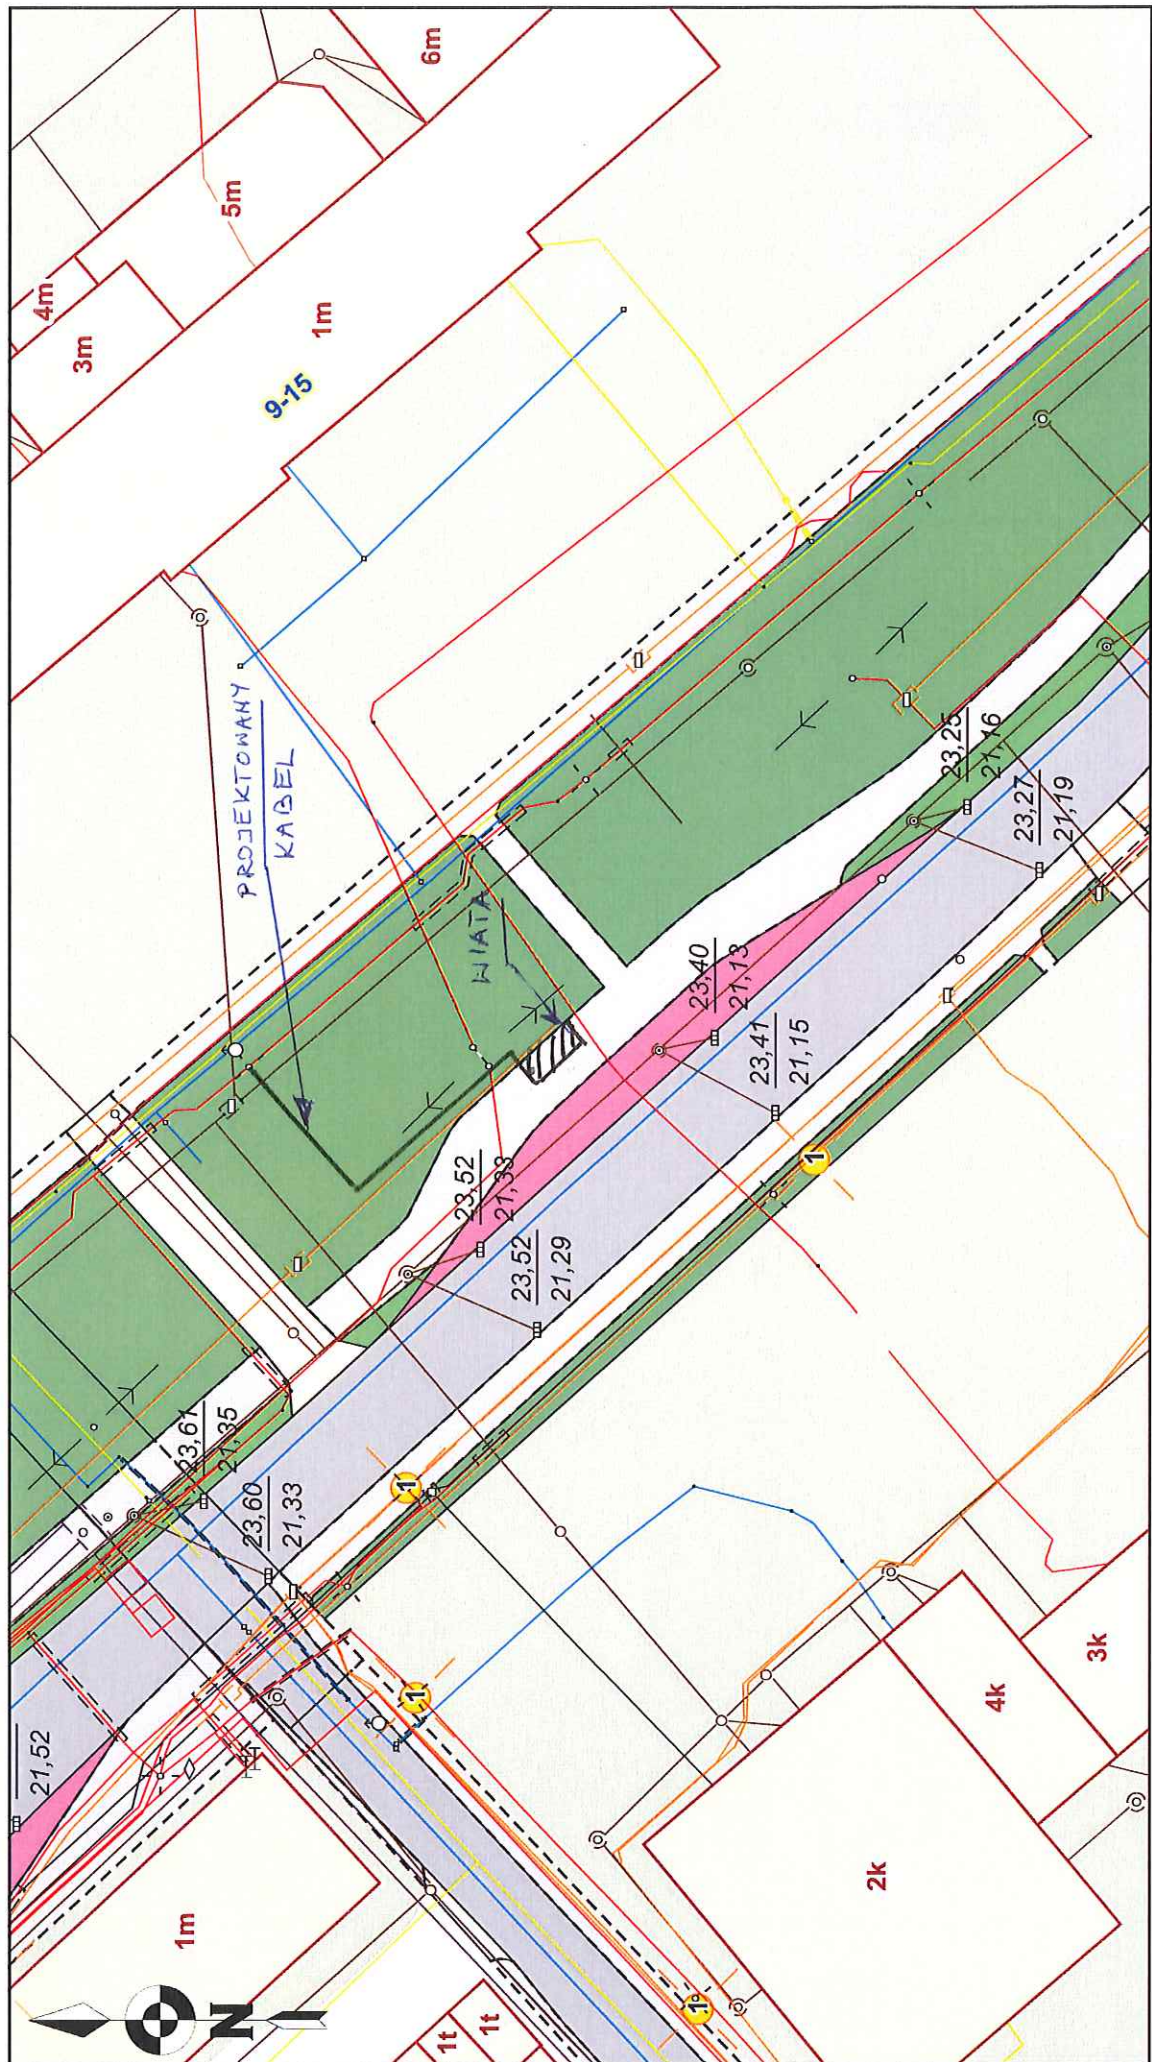 6m
5m
4m
3m
1m
9-15
PROJEKTOWANY
KABEL
WIATA
23,25
21,16
23,27
21,19
23,40
21,13
23,41
21,15
1
23,52
21,33
23,52
21,29
23,61
21,35
23,60
21,33
1
1
21,52
3k
4k
2k
1m
N
1
1t
1t